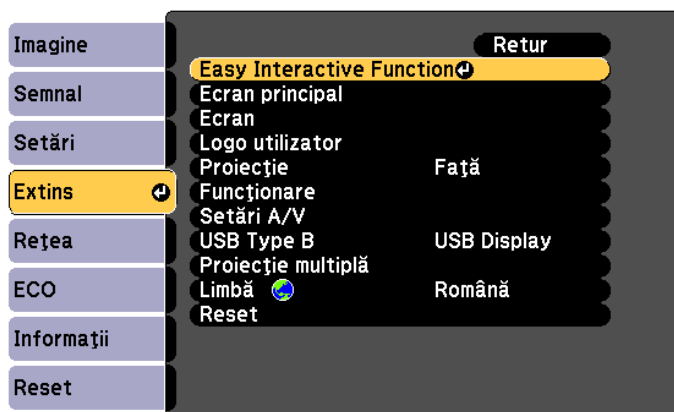 Imagine
Semnal
Setări
Extins
Reţea
ECO
Informaţii
Reset
Retur
Easy Interactive Function
Ecran principal
Ecran
Logo utilizator
Proiecţie Faţă
Funcţionare
Setări A/V
USB Type B USB Display
Proiecţie multiplă
Limbă Română
Reset